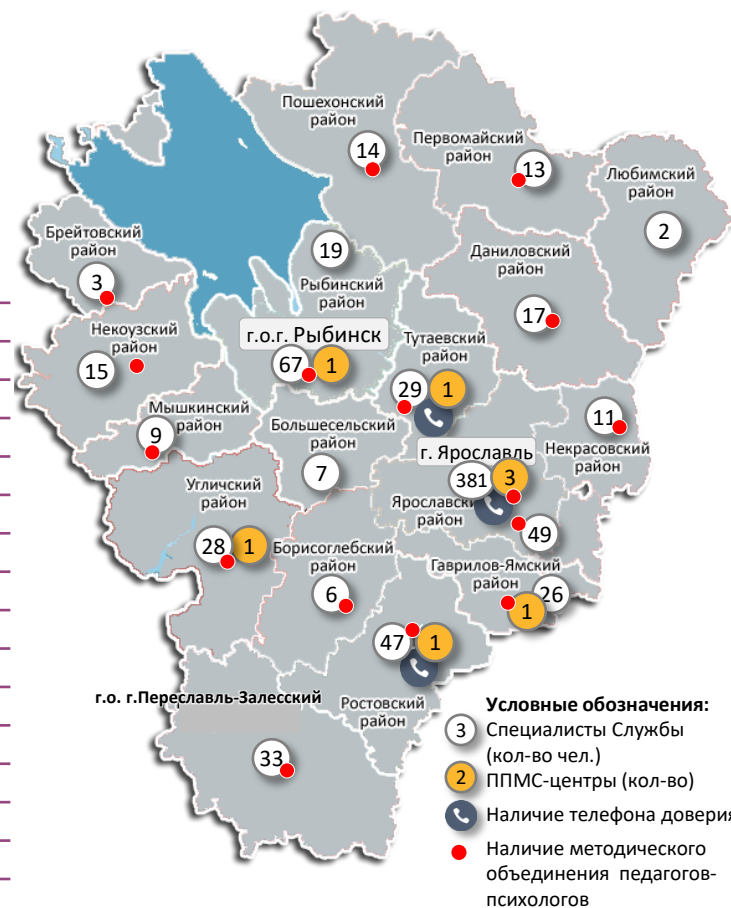 Пошехонский
район
14
Первомайский
район
13
Любимский
район
2
Брейтовский
район
3
19
Рыбинский
район
Даниловский
район
17
Некоузский
район
15
г.о.г. Рыбинск
67 1
Тутаевский
район
29 1
Мышкинский
район
9
Большесельский
район
7
11
Некрасовский
район
г. Ярославль
381 3
Ярославский
район
49
Угличский
район
28 1
Борисоглебский
район
6
Гаврилов-Ямский
район
26
1
47 1
Ростовский
район
г.о. г.Переславль-Залесский
33
Условные обозначения:
3 Специалисты Службы
(кол-во чел.)
2 ППМС-центры (кол-во)
Наличие телефона доверия
Наличие методического
объединения педагогов-
психологов